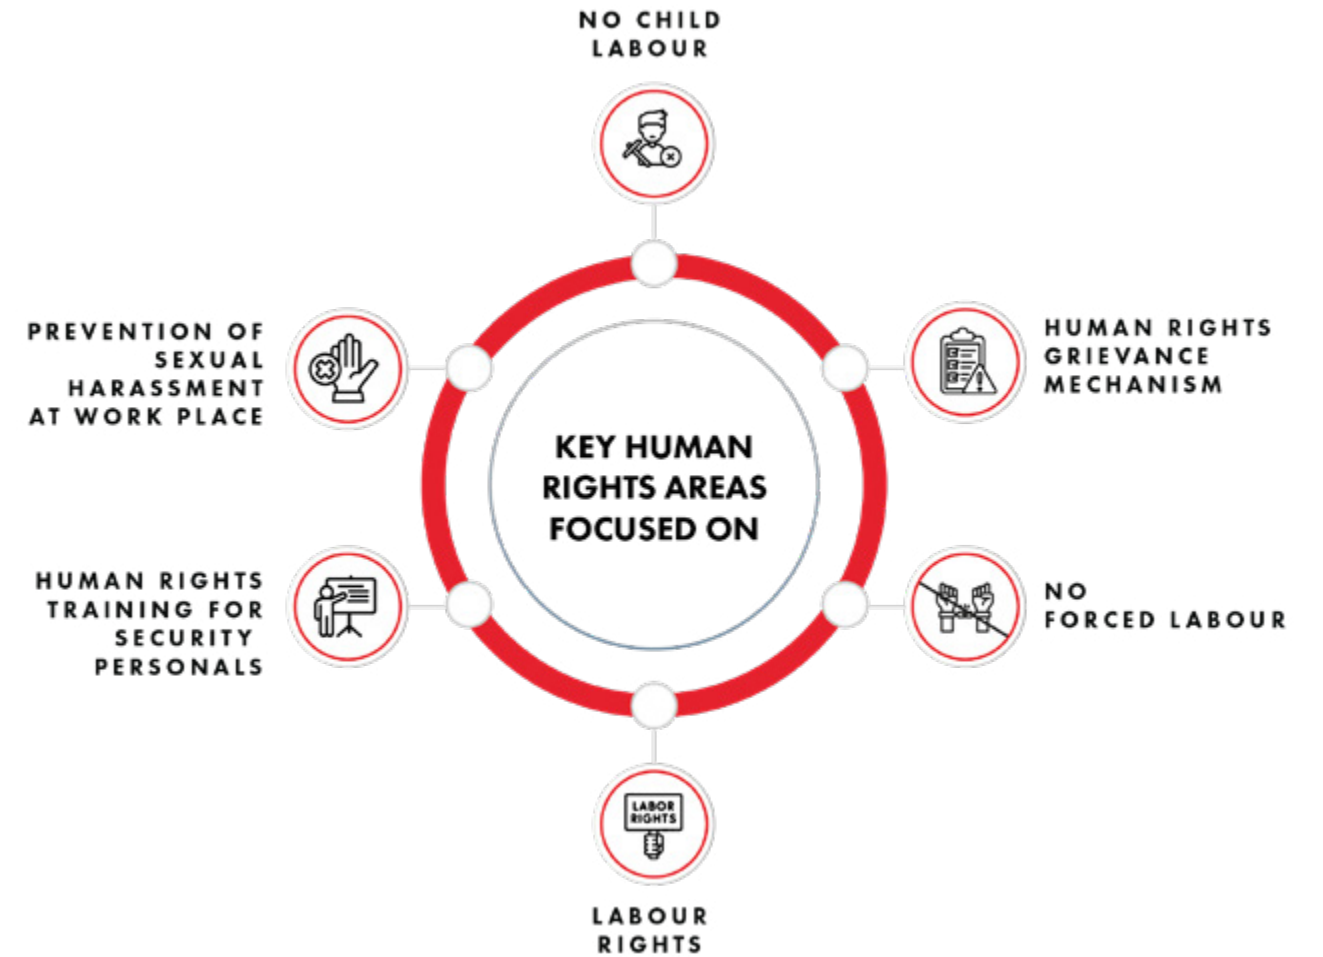 NO CHILD
LABOUR
HUMAN RIGHTS
GRIEVANCE
MECHANISM
NO
FORCED LABOUR
LABOR
RIGHTS
LABOUR
RIGHTS
HUMAN RIGHTS
TRAINING FOR
SECURITY
PERSONALS
PREVENTION OF
SEXUAL
HARASSMENT
AT WORK PLACE
KEY HUMAN
RIGHTS AREAS
FOCUSED ON